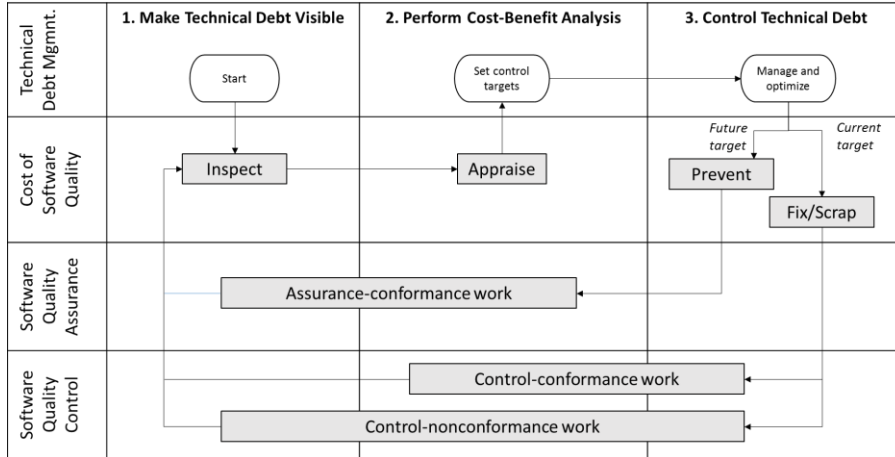 1. Make Technical Debt Visible
2. Perform Cost-Benefit Analysis
3. Control Technical Debt
Technical
Debt Mgmnt.
Start
Set control
targets
Manage and
optimize
Cost of
Software
Quality
Future
target
Current
target
Inspect
Appraise
Prevent
Fix/Scrap
Software
Quality
Assurance
Assurance-conformance work
Software
Quality
Control
Control-conformance work
Control-nonconformance work